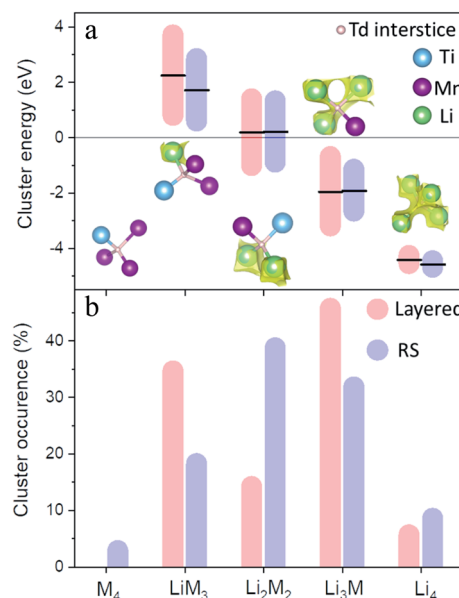 a
Td interstice
Ti
Mn
Li
Cluster energy (eV)
4
2
0
-2
-4
b
Layered
RS
Cluster occurence (%)
40
30
20
10
0
M₄
LiM₃
Li₂M₂
Li₃M
Li₄